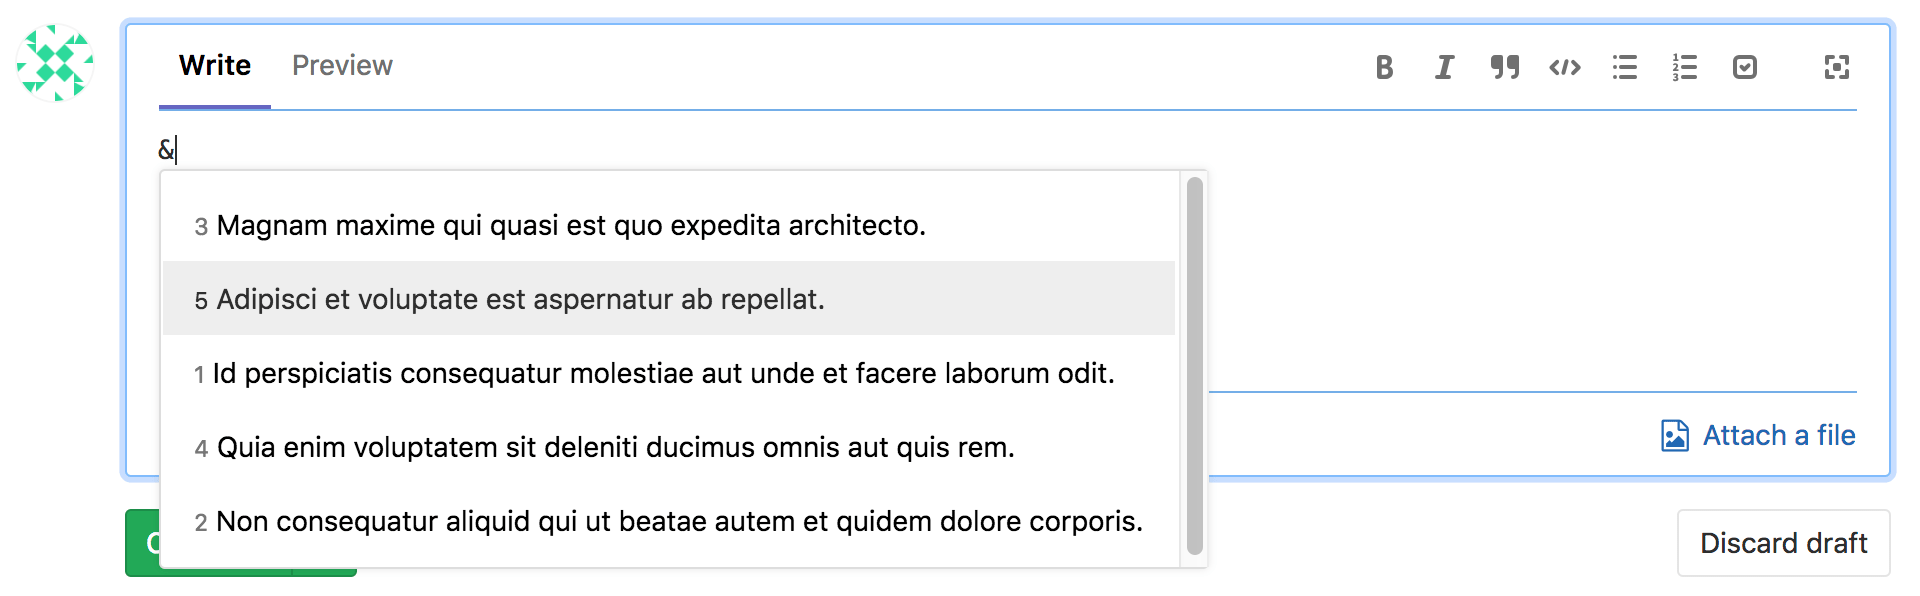 Write Preview
&
3 Magnam maxime qui quasi est quo expedita architecto.
5 Adipisci et voluptate est aspernatur ab repellat.
1 Id perspiciatis consequatur molestiae aut unde et facere laborum odit.
4 Quia enim voluptatem sit deleniti ducimus omnis aut quis rem.
2 Non consequatur aliquid qui ut beatae autem et quidem dolore corporis.
Attach a file
Discard draft